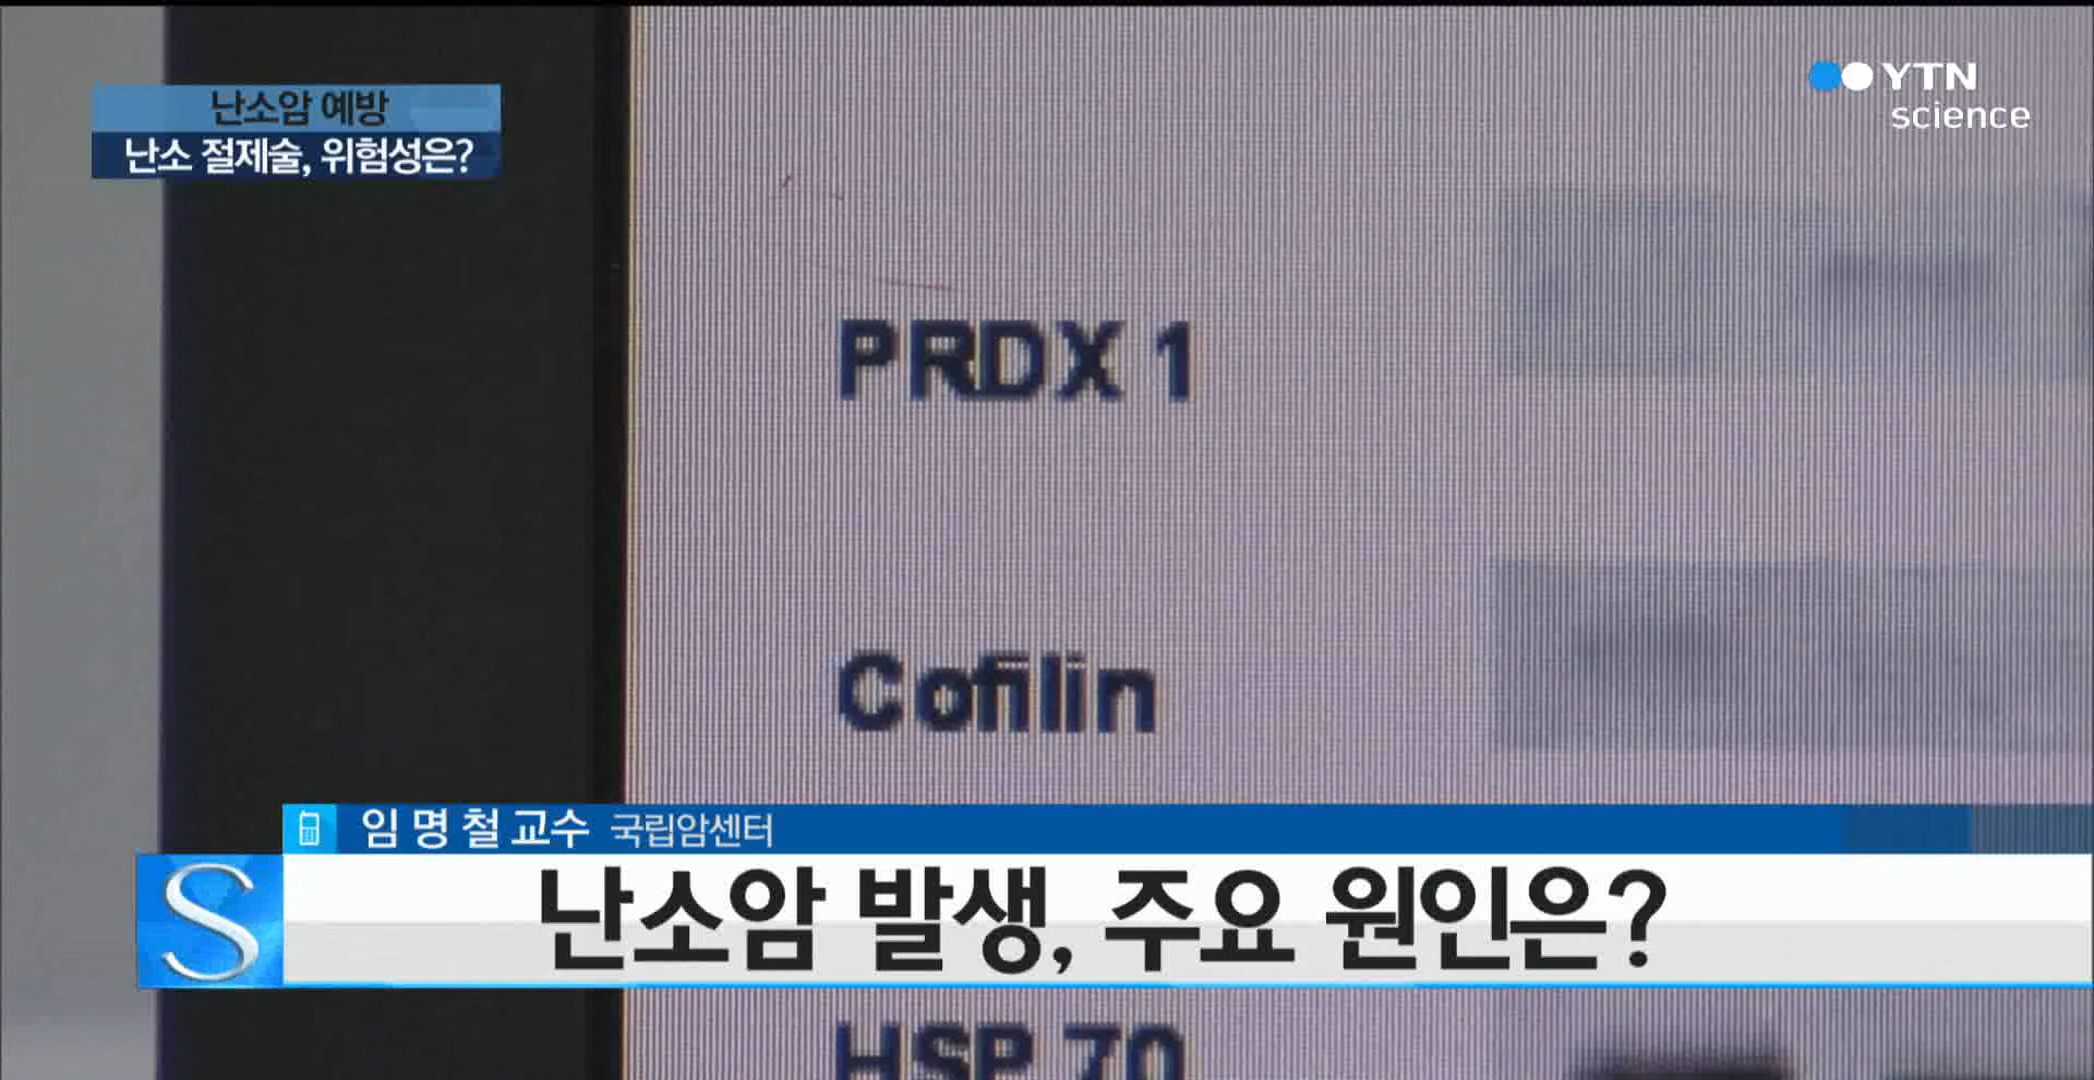 난소암 예방
난소 절제술, 위험성은?
YTN
science
PRDX 1
Cofilin
임명철 교수 국립암센터
S
난소암 발생, 주요 원인은?
HSP 70